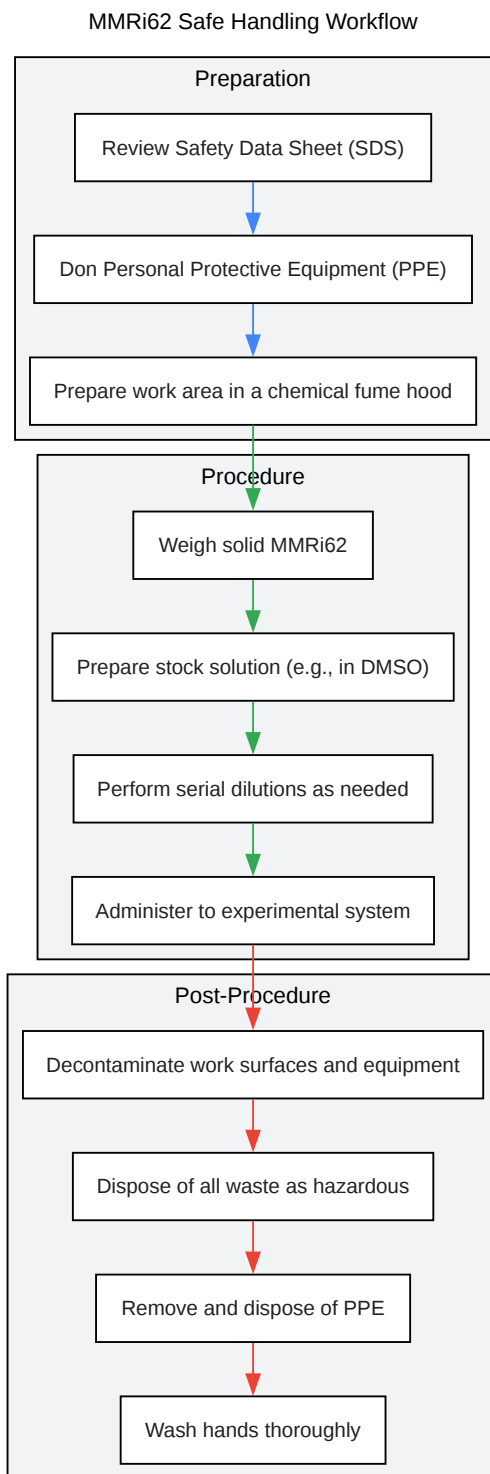 MMRi62 Safe Handling Workflow
Preparation
Review Safety Data Sheet (SDS)
Don Personal Protective Equipment (PPE)
Prepare work area in a chemical fume hood
Procedure
Weigh solid MMRi62
Prepare stock solution (e.g., in DMSO)
Perform serial dilutions as needed
Administer to experimental system
Post-Procedure
Decontaminate work surfaces and equipment
Dispose of all waste as hazardous
Remove and dispose of PPE
Wash hands thoroughly